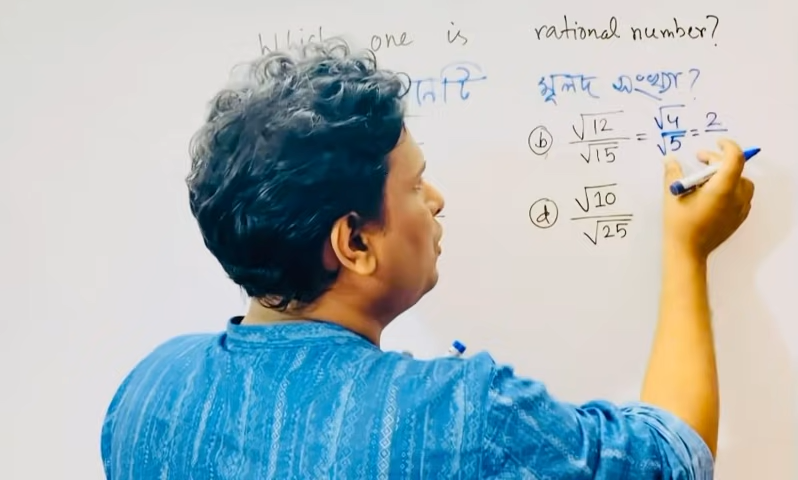 Which one is rational number?
মূলদ সংখ্যা?
ⓑ √12/√15 = √4/√5 = 2
ⓓ √10/√25